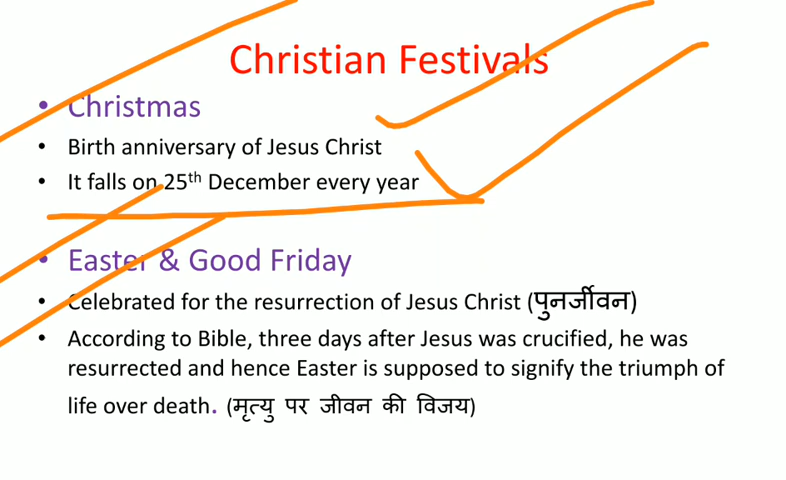 Christian Festivals
• Christmas
• Birth anniversary of Jesus Christ
• It falls on 25th December every year
• Easter & Good Friday
• Celebrated for the resurrection of Jesus Christ (पुनर्जीवन)
• According to Bible, three days after Jesus was crucified, he was
resurrected and hence Easter is supposed to signify the triumph of
life over death. (मृत्यु पर जीवन की विजय)